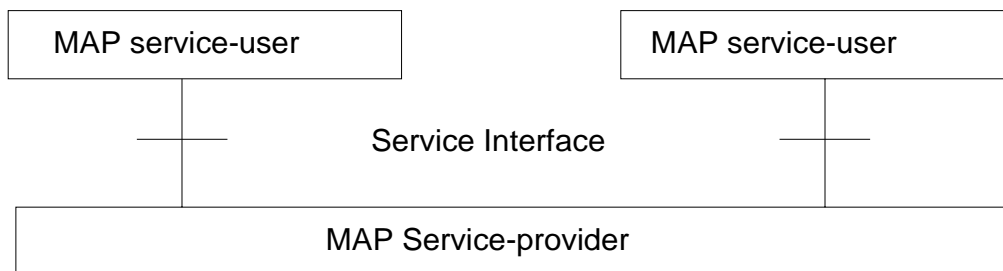 MAP service-user
MAP service-user
Service Interface
MAP Service-provider